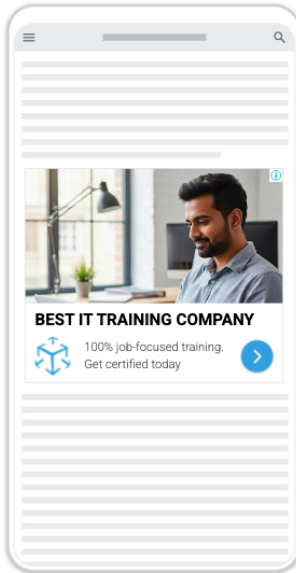 BEST IT TRAINING COMPANY
100% job-focused training.
Get certified today